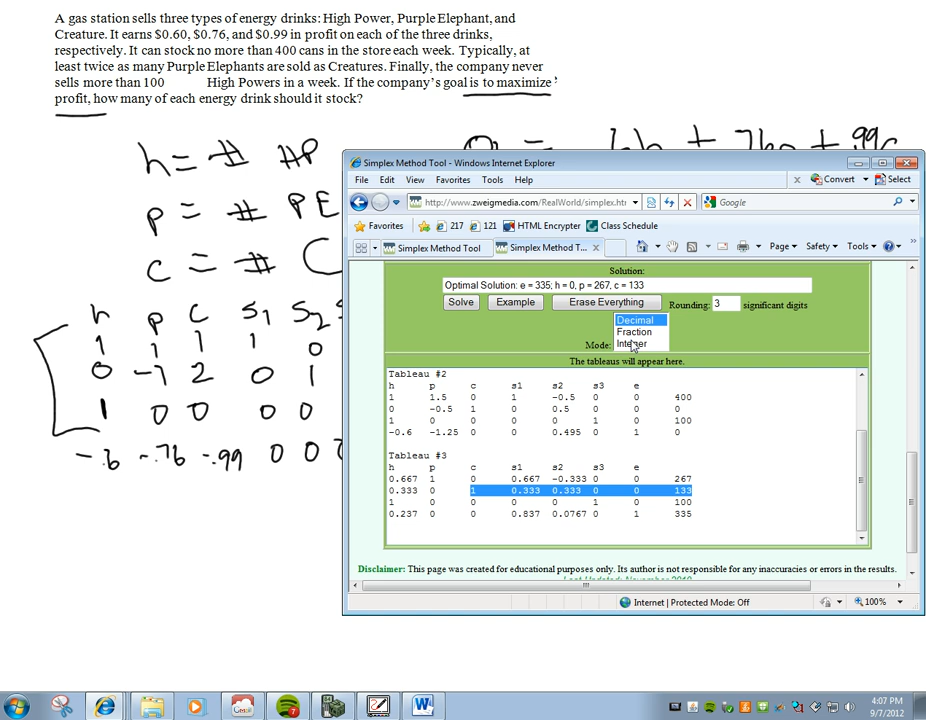 A gas station sells three types of energy drinks: High Power, Purple Elephant, and
Creature. It earns $0.60, $0.76, and $0.99 in profit on each of the three drinks,
respectively. It can stock no more than 400 cans in the store each week. Typically, at
least twice as many Purple Elephants are sold as Creatures. Finally, the company never
sells more than 100 High Powers in a week. If the company's goal is to maximize
profit, how many of each energy drink should it stock?
h = # HP
p = # PE
c = # C
h p c s1 s2
1 1 1 1 0
0 -1 2 0 1
1 0 0 0 0
-.6 -.76 -.99 0 0 0
Simplex Method Tool - Windows Internet Explorer
File Edit View Favorites Tools Help
x Convert Select
http://www.zweigmedia.com/RealWorld/simplex.htr
Google
Favorites 217 121 HTML Encrypter Class Schedule
Simplex Method Tool Simplex Method T... x
Page Safety Tools
Solution:
Optimal Solution: e = 335; h = 0, p = 267, c = 133
Solve Example Erase Everything Rounding: 3 significant digits
Decimal
Fraction
Mode: Integer
The tableaus will appear here.
Tableau #2
h p c s1 s2 s3 e
1 1.5 0 1 -0.5 0 0 400
0 -0.5 1 0 0.5 0 0 0
1 0 0 0 0 1 0 100
-0.6 -1.25 0 0 0.495 0 1 0
Tableau #3
h p c s1 s2 s3 e
0.667 1 0 0.667 -0.333 0 0 267
0.333 0 1 0.333 0.333 0 0 133
1 0 0 0 0 1 0 100
0.237 0 0 0.837 0.0767 0 1 335
Disclaimer: This page was created for educational purposes only. Its author is not responsible for any inaccuracies or errors in the results.
Internet | Protected Mode: Off
100%
4:07 PM
9/7/2012